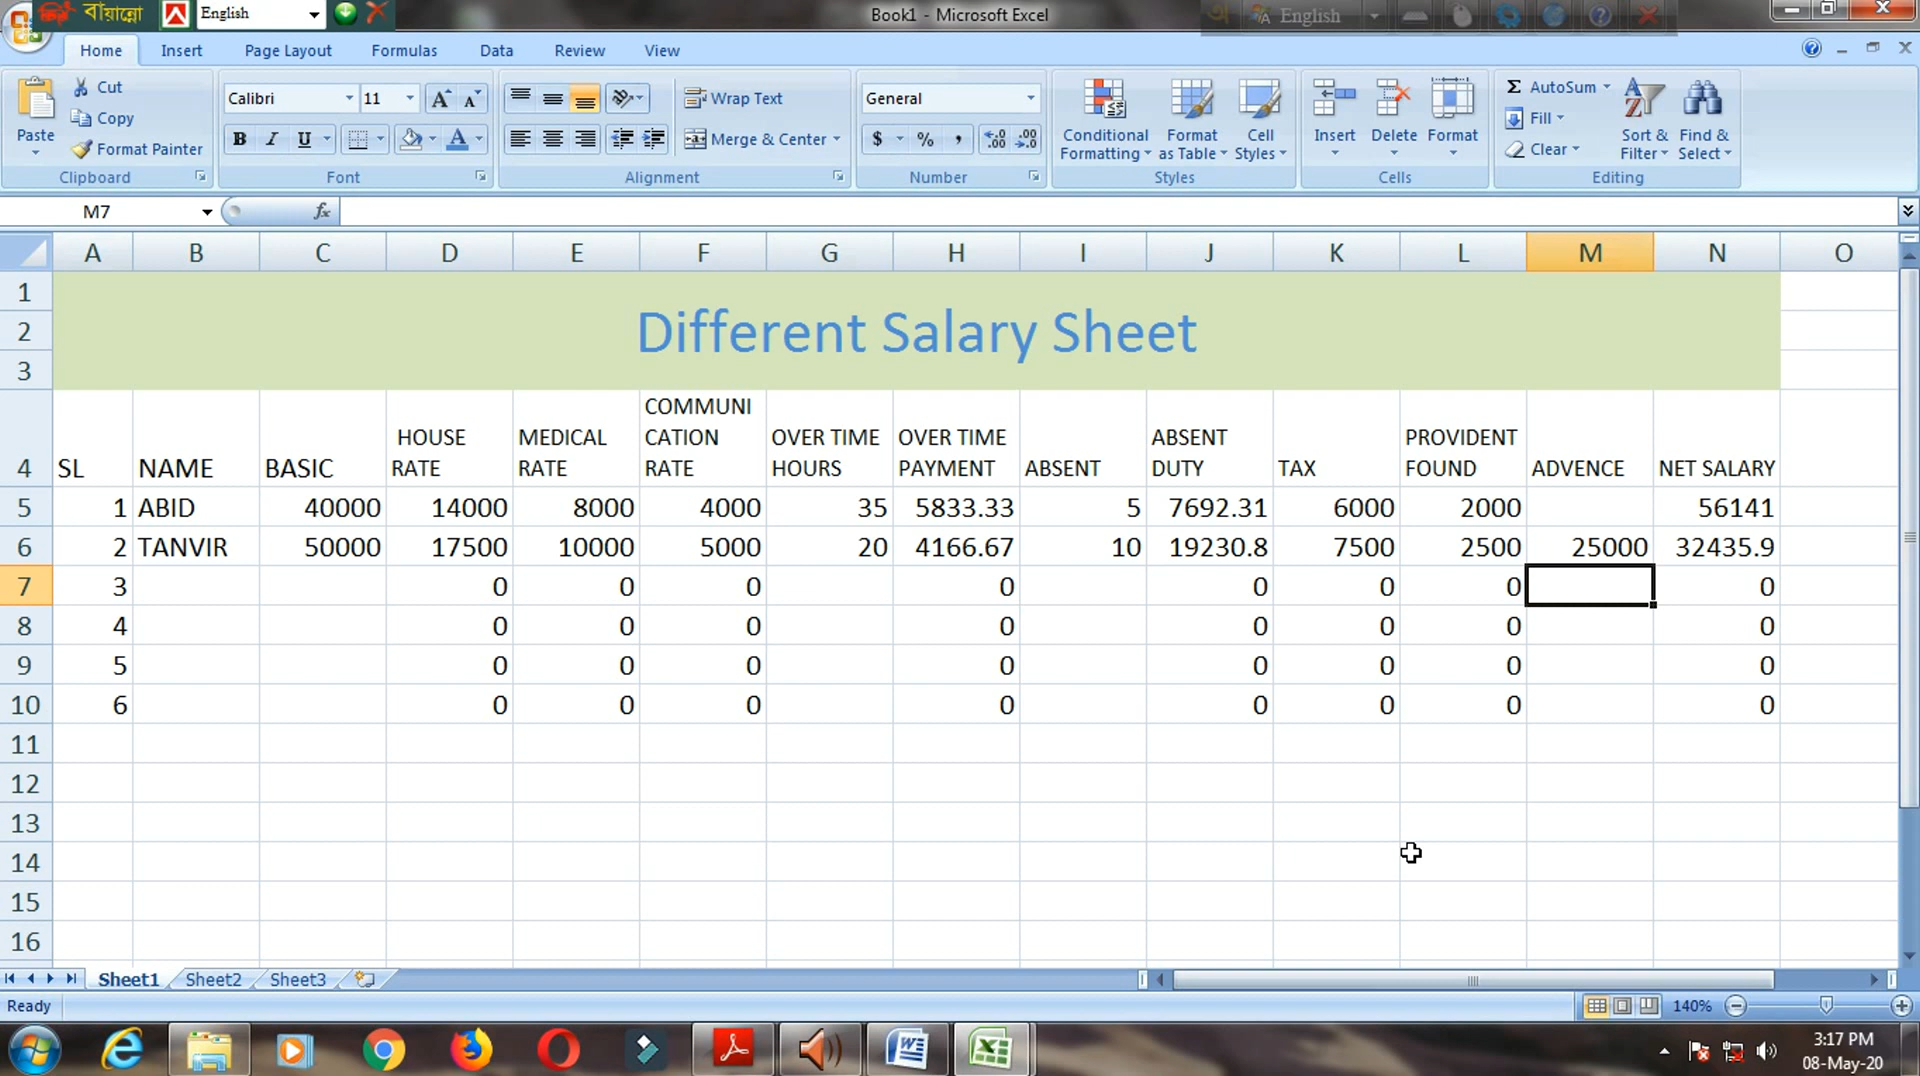 বায়ান্নো English Book1 - Microsoft Excel English
Home Insert Page Layout Formulas Data Review View
Paste Cut Copy Format Painter Clipboard
Calibri 11 B I U Font
Wrap Text Merge & Center Alignment
General $ % , .00 Number
Conditional Formatting Format as Table Cell Styles Styles
Insert Delete Format Cells
Σ AutoSum Fill Clear Sort & Filter Find & Select Editing
M7 fx
A B C D E F G H I J K L M N O
1
2 Different Salary Sheet
3
4 SL NAME BASIC HOUSE RATE MEDICAL RATE COMMUNI CATION RATE OVER TIME HOURS OVER TIME PAYMENT ABSENT ABSENT DUTY TAX PROVIDENT FOUND ADVENCE NET SALARY
5 1 ABID 40000 14000 8000 4000 35 5833.33 5 7692.31 6000 2000 56141
6 2 TANVIR 50000 17500 10000 5000 20 4166.67 10 19230.8 7500 2500 25000 32435.9
7 3 0 0 0 0 0 0 0 0
8 4 0 0 0 0 0 0 0 0
9 5 0 0 0 0 0 0 0 0
10 6 0 0 0 0 0 0 0 0
11
12
13
14
15
16
Sheet1 Sheet2 Sheet3
Ready 140%
3:17 PM
08-May-20